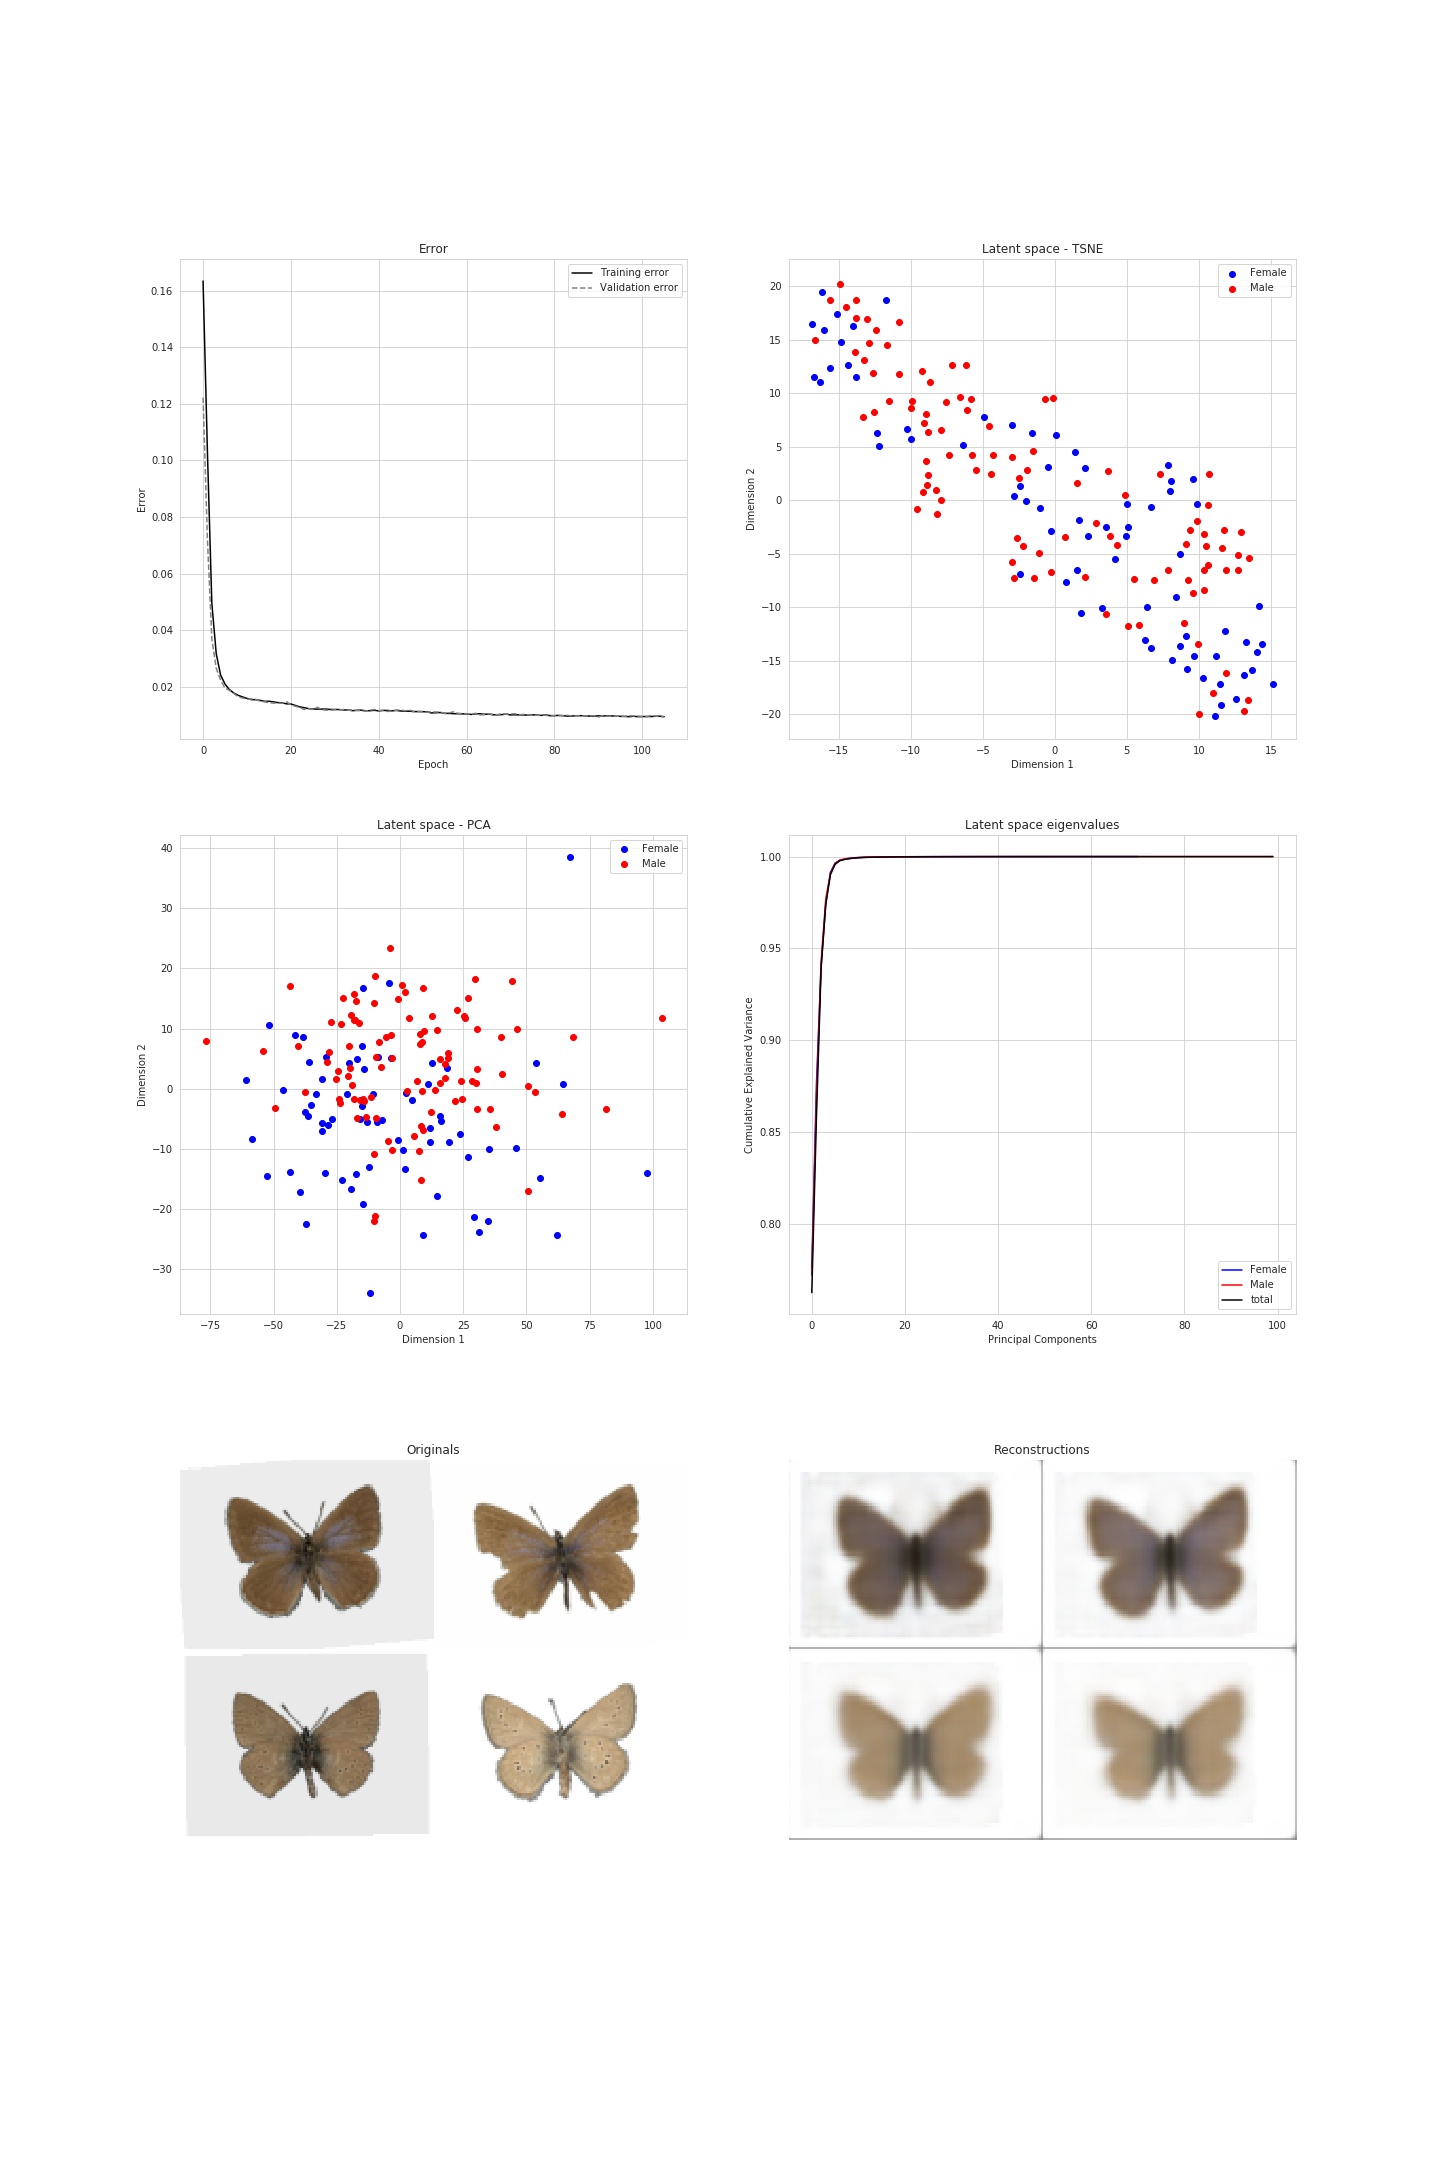 Error
Training error
Validation error
0.16
0.14
0.12
0.10
0.08
0.06
0.04
0.02
Error
0 20 40 60 80 100
Epoch
Latent space - TSNE
Female
Male
20
15
10
5
0
−5
−10
−15
−20
Dimension 2
−15 −10 −5 0 5 10 15
Dimension 1
Latent space - PCA
Female
Male
40
30
20
10
0
−10
−20
−30
Dimension 2
−75 −50 −25 0 25 50 75 100
Dimension 1
Latent space eigenvalues
1.00
0.95
0.90
0.85
0.80
Cumulative Explained Variance
Female
Male
total
0 20 40 60 80 100
Principal Components
Originals
Reconstructions